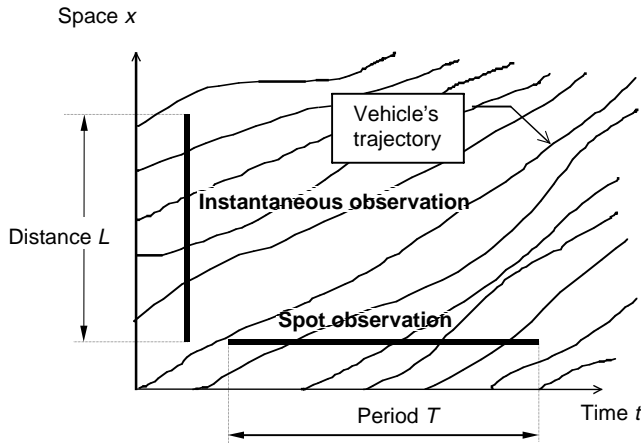 Space x
Vehicle's
trajectory
Instantaneous observation
Distance L
Spot observation
Time t
Period T